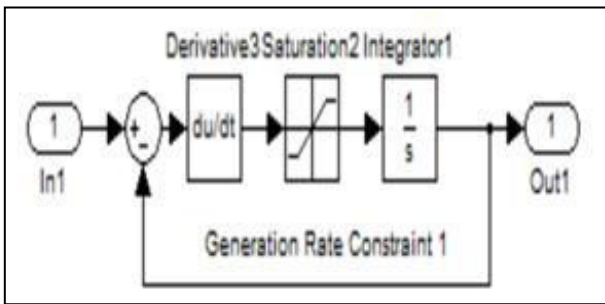 Derivative3 Saturation2 Integrator1
1
+
-
du/dt
1
s
1
In1
Out1
Generation Rate Constraint 1